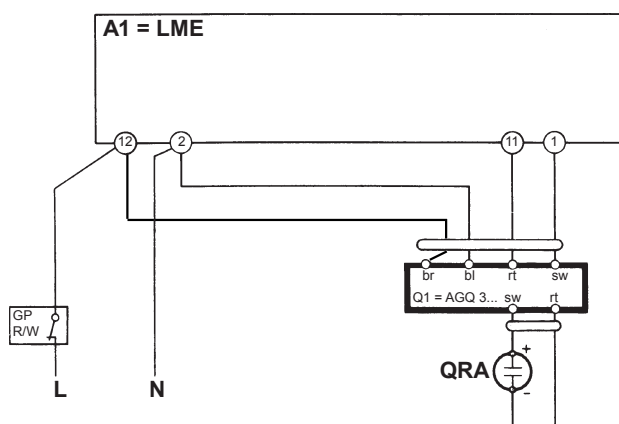 A1 = LME
12 2 11 1
br bl rt sw
GP
R/W
Q1 = AGQ 3... sw rt
+
QRA
-
L N